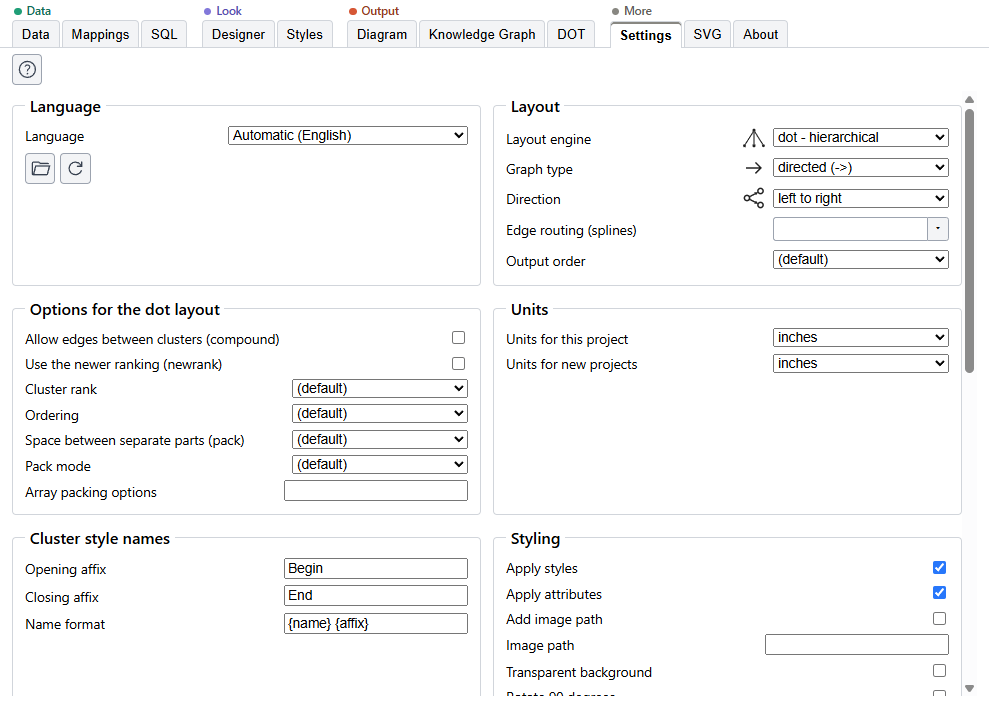 Data
Look
Output
More
Data
Mappings
SQL
Designer
Styles
Diagram
Knowledge Graph
DOT
Settings
SVG
About
Language
Language
Automatic (English)
Layout
Layout engine
dot - hierarchical
Graph type
directed (->)
Direction
left to right
Edge routing (splines)
Output order
(default)
Options for the dot layout
Allow edges between clusters (compound)
Use the newer ranking (newrank)
Cluster rank
(default)
Ordering
(default)
Space between separate parts (pack)
(default)
Pack mode
(default)
Array packing options
Units
Units for this project
inches
Units for new projects
inches
Cluster style names
Opening affix
Begin
Closing affix
End
Name format
{name} {affix}
Styling
Apply styles
Apply attributes
Add image path
Image path
Transparent background
Rotate 90 degrees